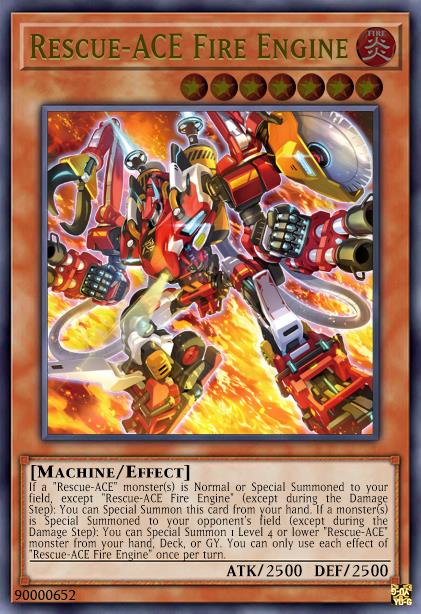 Rescue-ACE Fire Engine
FIRE
炎
[Machine/Effect]
If a "Rescue-ACE" monster(s) is Normal or Special Summoned to your
field, except "Rescue-ACE Fire Engine" (except during the Damage
Step): You can Special Summon this card from your hand. If a monster(s)
is Special Summoned to your opponent's field (except during the
Damage Step): You can Special Summon 1 Level 4 or lower "Rescue-ACE"
monster from your hand, Deck, or GY. You can only use each effect of
"Rescue-ACE Fire Engine" once per turn.
ATK/2500 DEF/2500
90000652